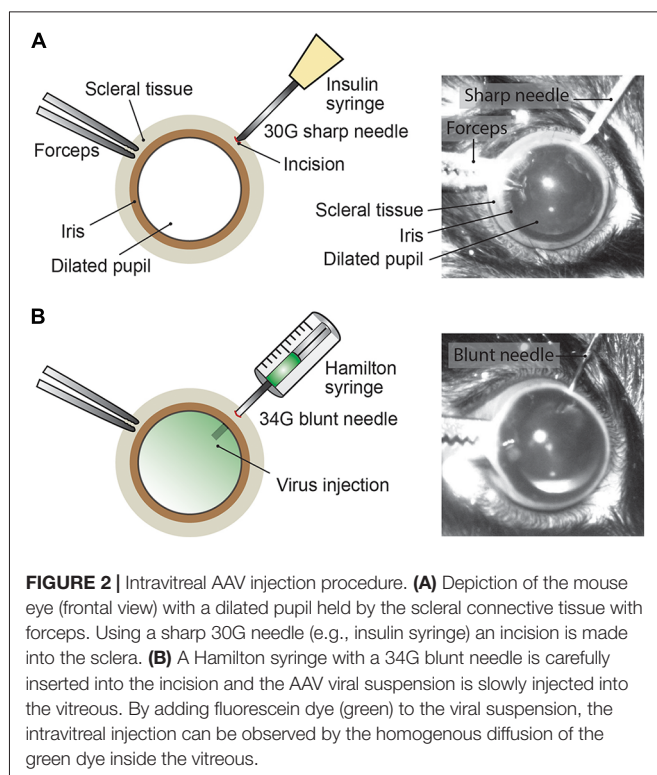 A
Scleral tissue
Insulin
syringe
30G sharp needle
Forceps
Incision
Iris
Dilated pupil
Sharp needle
Forceps
Scleral tissue
Iris
Dilated pupil
B
Hamilton
syringe
34G blunt needle
Virus injection
Blunt needle
FIGURE 2 | Intravitreal AAV injection procedure. (A) Depiction of the mouse
eye (frontal view) with a dilated pupil held by the scleral connective tissue with
forceps. Using a sharp 30G needle (e.g., insulin syringe) an incision is made
into the sclera. (B) A Hamilton syringe with a 34G blunt needle is carefully
inserted into the incision and the AAV viral suspension is slowly injected into
the vitreous. By adding fluorescein dye (green) to the viral suspension, the
intravitreal injection can be observed by the homogenous diffusion of the
green dye inside the vitreous.